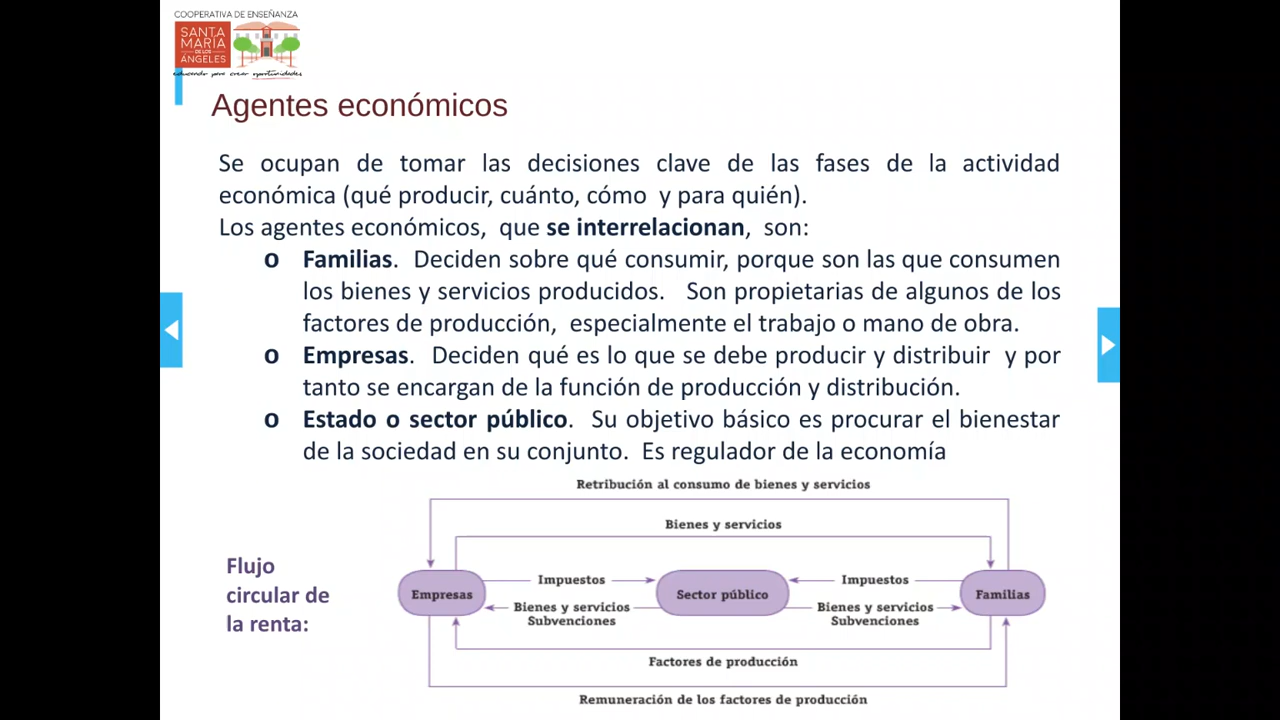 COOPERATIVA DE ENSEÑANZA
SANTA
MARÍA
DE LOS
ÁNGELES
educando para crear oportunidades
Agentes económicos
Se ocupan de tomar las decisiones clave de las fases de la actividad
económica (qué producir, cuánto, cómo y para quién).
Los agentes económicos, que se interrelacionan, son:
o Familias. Deciden sobre qué consumir, porque son las que consumen
los bienes y servicios producidos. Son propietarias de algunos de los
factores de producción, especialmente el trabajo o mano de obra.
o Empresas. Deciden qué es lo que se debe producir y distribuir y por
tanto se encargan de la función de producción y distribución.
o Estado o sector público. Su objetivo básico es procurar el bienestar
de la sociedad en su conjunto. Es regulador de la economía
Flujo
circular de
la renta:
Retribución al consumo de bienes y servicios
Bienes y servicios
Empresas
Impuestos
Bienes y servicios
Subvenciones
Sector público
Impuestos
Bienes y servicios
Subvenciones
Familias
Factores de producción
Remuneración de los factores de producción